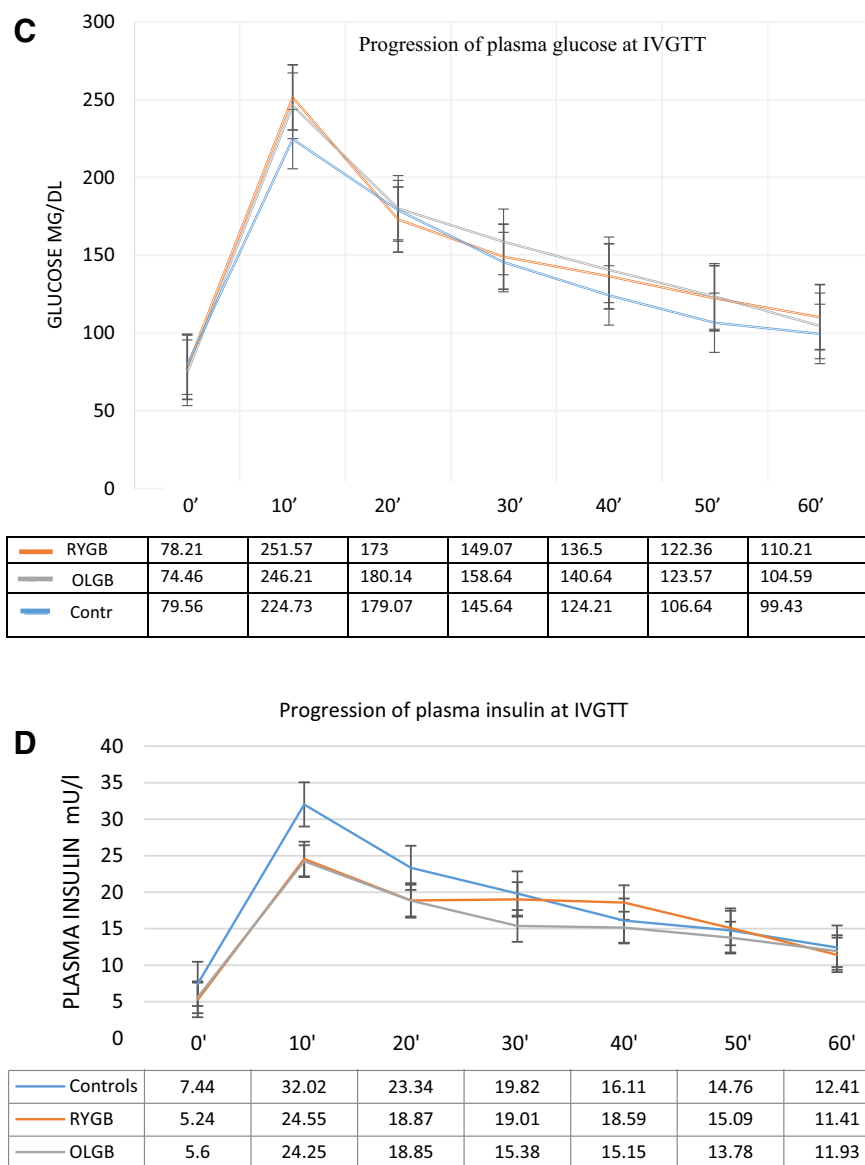 C
Progression of plasma glucose at IVGTT
GLUCOSE MG/DL
300
250
200
150
100
50
0
0’ 10’ 20’ 30’ 40’ 50’ 60’
RYGB 78.21 251.57 173 149.07 136.5 122.36 110.21
OLGB 74.46 246.21 180.14 158.64 140.64 123.57 104.59
Contr 79.56 224.73 179.07 145.64 124.21 106.64 99.43
D
Progression of plasma insulin at IVGTT
PLASMA INSULIN mU/l
40
35
30
25
20
15
10
5
0
0' 10' 20' 30' 40' 50' 60'
Controls 7.44 32.02 23.34 19.82 16.11 14.76 12.41
RYGB 5.24 24.55 18.87 19.01 18.59 15.09 11.41
OLGB 5.6 24.25 18.85 15.38 15.15 13.78 11.93